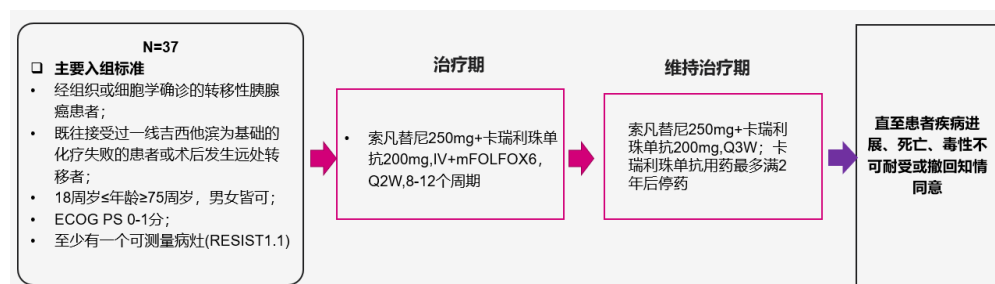 N=37
❑ 主要入组标准
• 经组织或细胞学确诊的转移性胰腺
癌患者；
• 既往接受过一线吉西他滨为基础的
化疗失败的患者或术后发生远处
转移者；
• 18周岁≤年龄≥75周岁，男女皆可；
• ECOG PS 0-1分；
• 至少有一个可测量病灶(RESIST1.1)
治疗期
• 索凡替尼250mg+卡瑞利珠单
抗200mg,IV+mFOLFOX6，
Q2W,8-12个周期
维持治疗期
索凡替尼250mg+卡瑞利
珠单抗200mg,Q3W；卡
瑞利珠单抗用药最多满2
年后停药
直至患者疾病进
展、死亡、毒性不
可耐受或撤回知情
同意